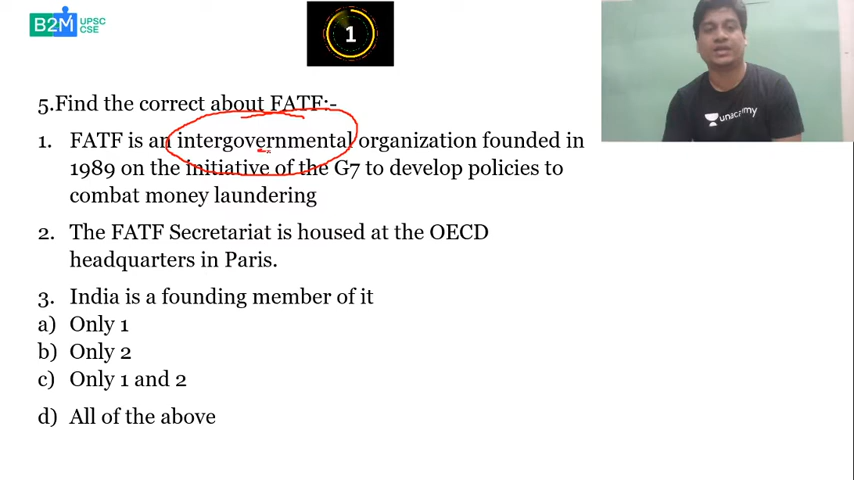 B2M UPSC
CSE
1
unacademy
5.Find the correct about FATF:-
1. FATF is an intergovernmental organization founded in
1989 on the initiative of the G7 to develop policies to
combat money laundering
2. The FATF Secretariat is housed at the OECD
headquarters in Paris.
3. India is a founding member of it
a) Only 1
b) Only 2
c) Only 1 and 2
d) All of the above